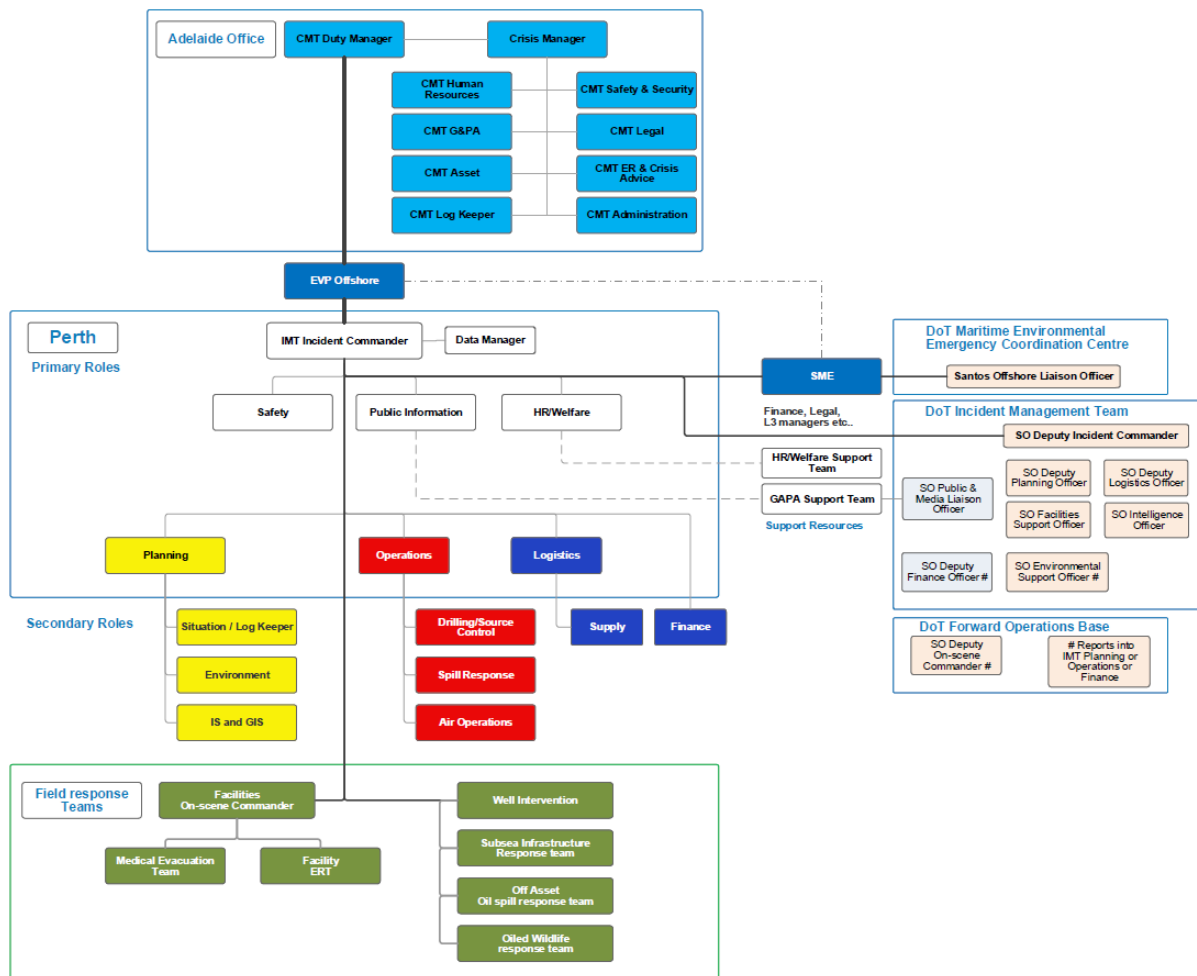 Adelaide Office
CMT Duty Manager
Crisis Manager
CMT Human
Resources
CMT Safety & Security
CMT G&PA
CMT Legal
CMT Asset
CMT ER & Crisis
Advice
CMT Log Keeper
CMT Administration
EVP Offshore
Perth
Primary Roles
IMT Incident Commander
Data Manager
Safety
Public Information
HR/Welfare
SME
Finance, Legal,
L3 managers etc..
HR/Welfare Support
Team
GAPA Support Team
Support Resources
DoT Maritime Environmental
Emergency Coordination Centre
Santos Offshore Liaison Officer
DoT Incident Management Team
SO Deputy Incident Commander
SO Public &
Media Liaison
Officer
SO Deputy
Planning Officer
SO Deputy
Logistics Officer
SO Facilities
Support Officer
SO Intelligence
Officer
SO Deputy
Finance Officer #
SO Environmental
Support Officer #
DoT Forward Operations Base
SO Deputy
On-scene
Commander #
# Reports into
IMT Planning or
Operations or
Finance
Planning
Operations
Logistics
Secondary Roles
Situation / Log Keeper
Drilling/Source
Control
Supply
Finance
Environment
Spill Response
IS and GIS
Air Operations
Field response
Teams
Facilities
On-scene Commander
Medical Evacuation
Team
Facility
ERT
Well Intervention
Subsea Infrastructure
Response team
Off Asset
Oil spill response team
Oiled Wildlife
response team